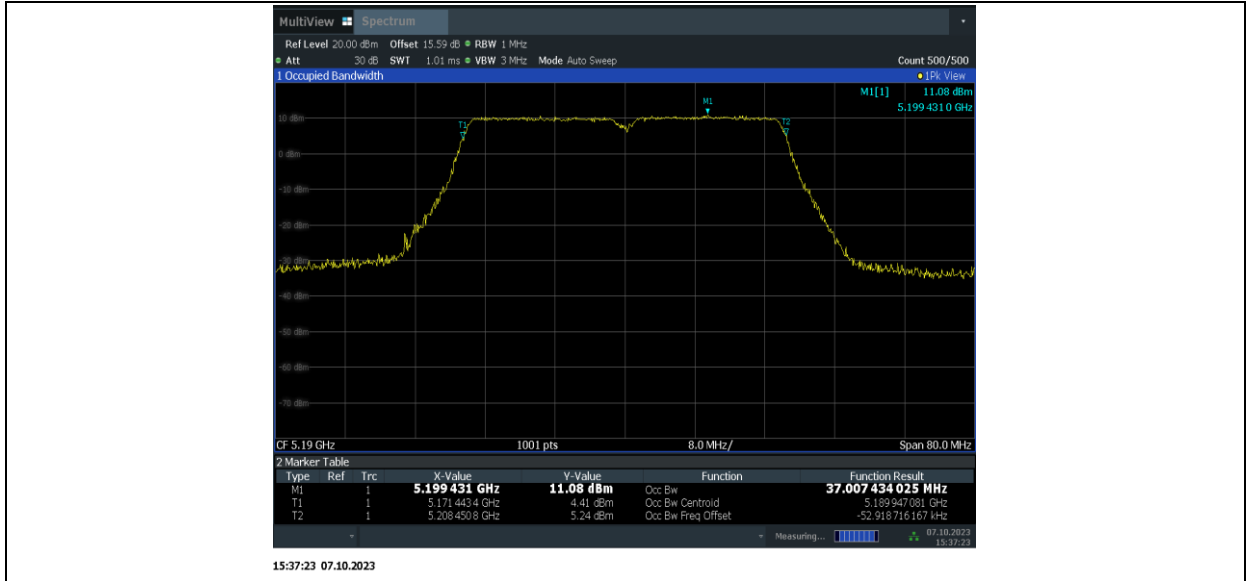 MultiView Spectrum
Ref Level 20.00 dBm Offset 15.59 dB RBW 1 MHz
Att 30 dB SWT 1.01 ms VBW 3 MHz Mode Auto Sweep Count 500/500
1 Occupied Bandwidth 1Pk View
M1[1] 11.08 dBm
5.199 431 0 GHz
M1
10 dBm
T1
T2
0 dBm
-10 dBm
-20 dBm
-30 dBm
-40 dBm
-50 dBm
-60 dBm
-70 dBm
CF 5.19 GHz 1001 pts 8.0 MHz/ Span 80.0 MHz
2 Marker Table
Type Ref Trc X-Value Y-Value Function Function Result
M1 1 5.199 431 GHz 11.08 dBm Occ Bw 37.007 434 025 MHz
T1 1 5.171 443 4 GHz 4.41 dBm Occ Bw Centroid 5.189 947 081 GHz
T2 1 5.208 450 8 GHz 5.24 dBm Occ Bw Freq Offset -52.918 716 167 kHz
Measuring... 07.10.2023
15:37:23
15:37:23 07.10.2023